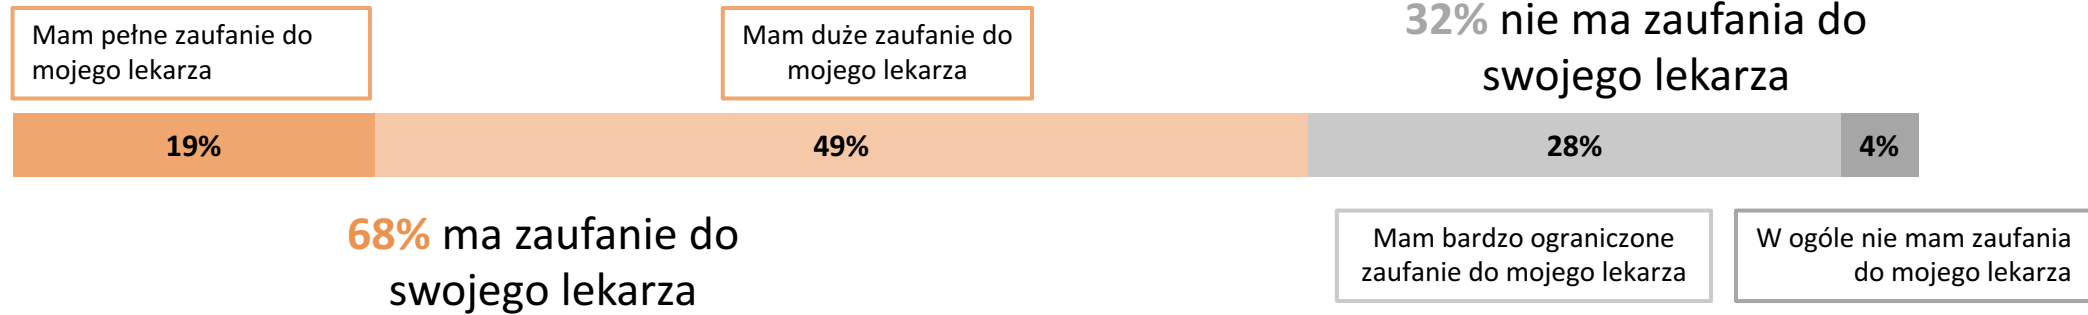 Mam pełne zaufanie do
mojego lekarza
Mam duże zaufanie do
mojego lekarza
32% nie ma zaufania do
swojego lekarza
19%
49%
28%
4%
68% ma zaufanie do
swojego lekarza
Mam bardzo ograniczone
zaufanie do mojego lekarza
W ogóle nie mam zaufania
do mojego lekarza